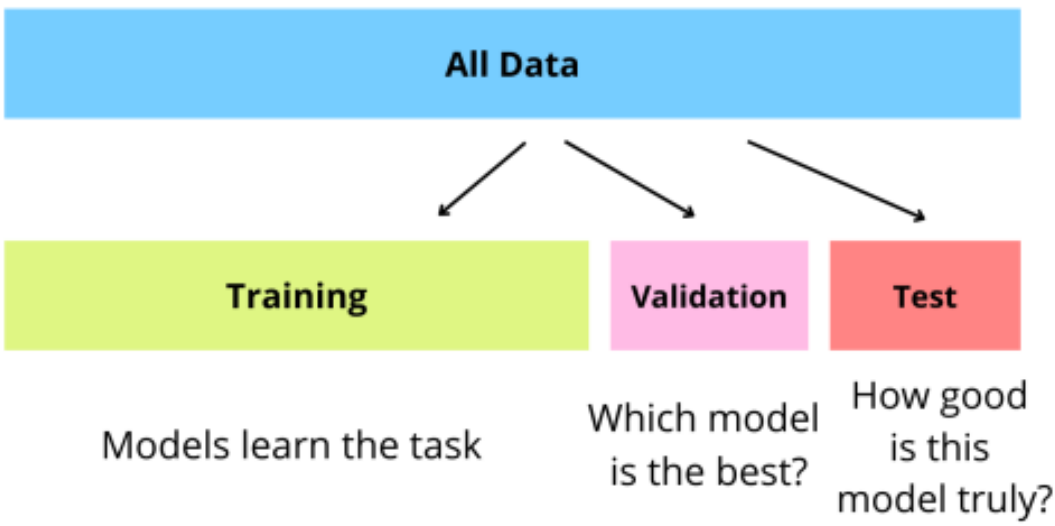 All Data
Training
Validation
Test
Models learn the task
Which model
is the best?
How good
is this
model truly?